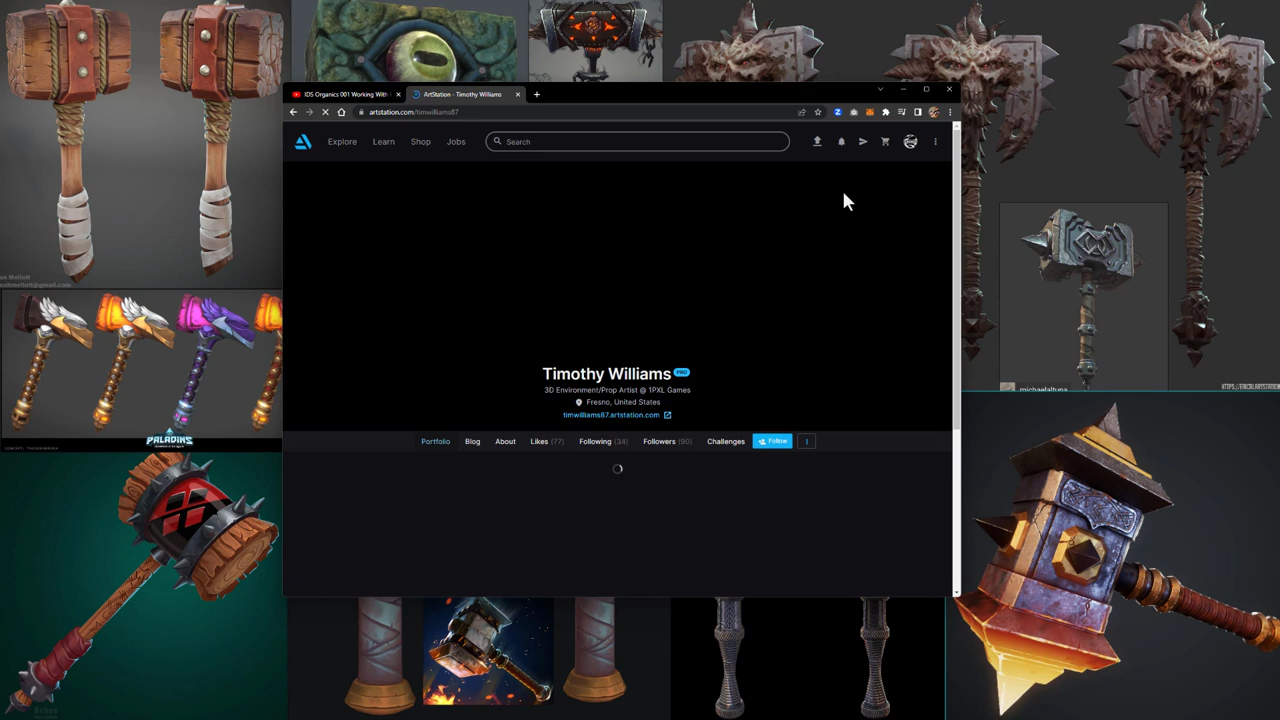 IDS Organics 001 Working With
ArtStation - Timothy Williams
artstation.com/timwilliams87
Explore
Learn
Shop
Jobs
Search
Timothy Williams PRO
3D Environment/Prop Artist @ 1PXL Games
Fresno, United States
timwilliams87.artstation.com
Portfolio
Blog
About
Likes (77)
Following (34)
Followers (90)
Challenges
Follow
PALADINS
michaelaltuna